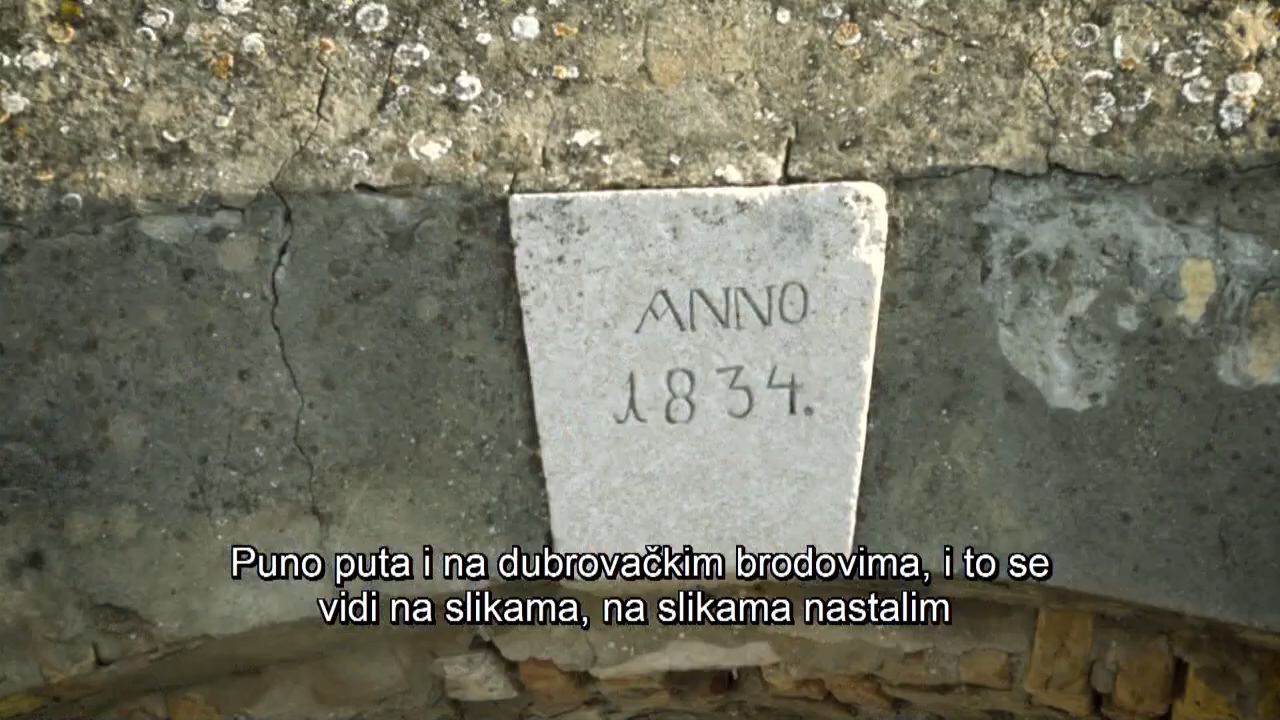 ANNO
1834.
Puno puta i na dubrovačkim brodovima, i to se
vidi na slikama, na slikama nastalim